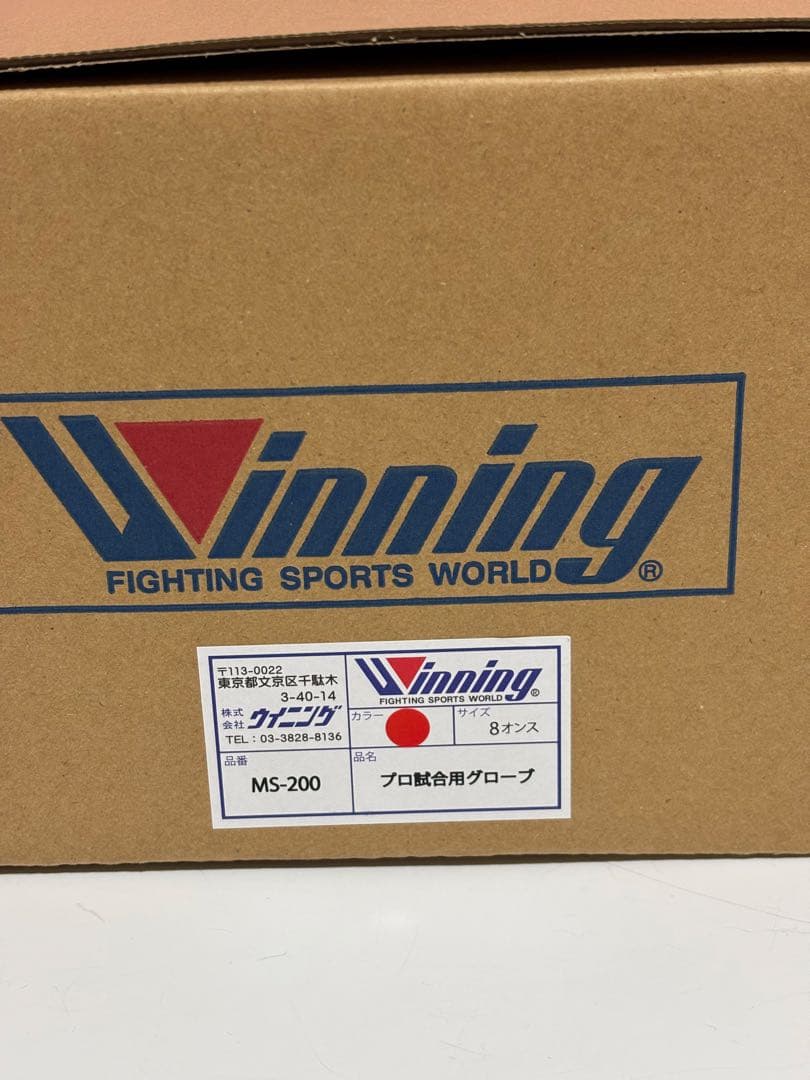 Winning
FIGHTING SPORTS WORLD®
〒113-0022
東京都文京区千駄木
3-40-14
株式会社 ウイニング
TEL：03-3828-8136
Winning
FIGHTING SPORTS WORLD®
カラー
サイズ
8オンス
品番
MS-200
品名
プロ試合用グローブ